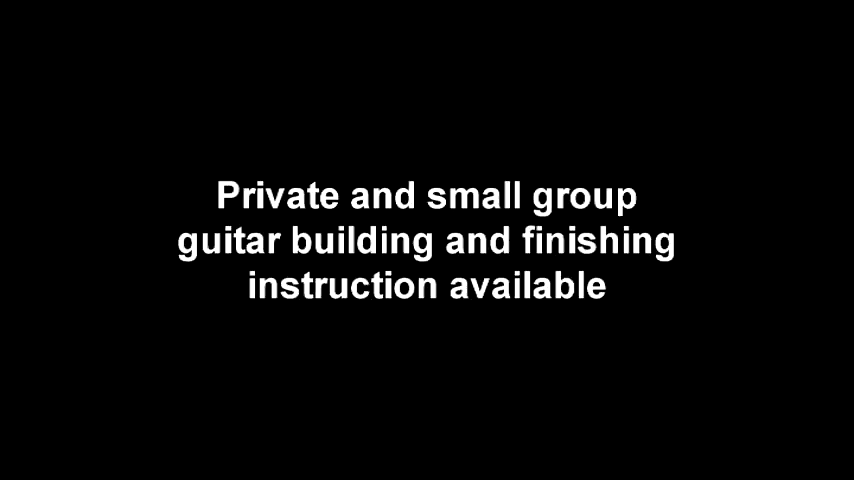 Private and small group
guitar building and finishing
instruction available